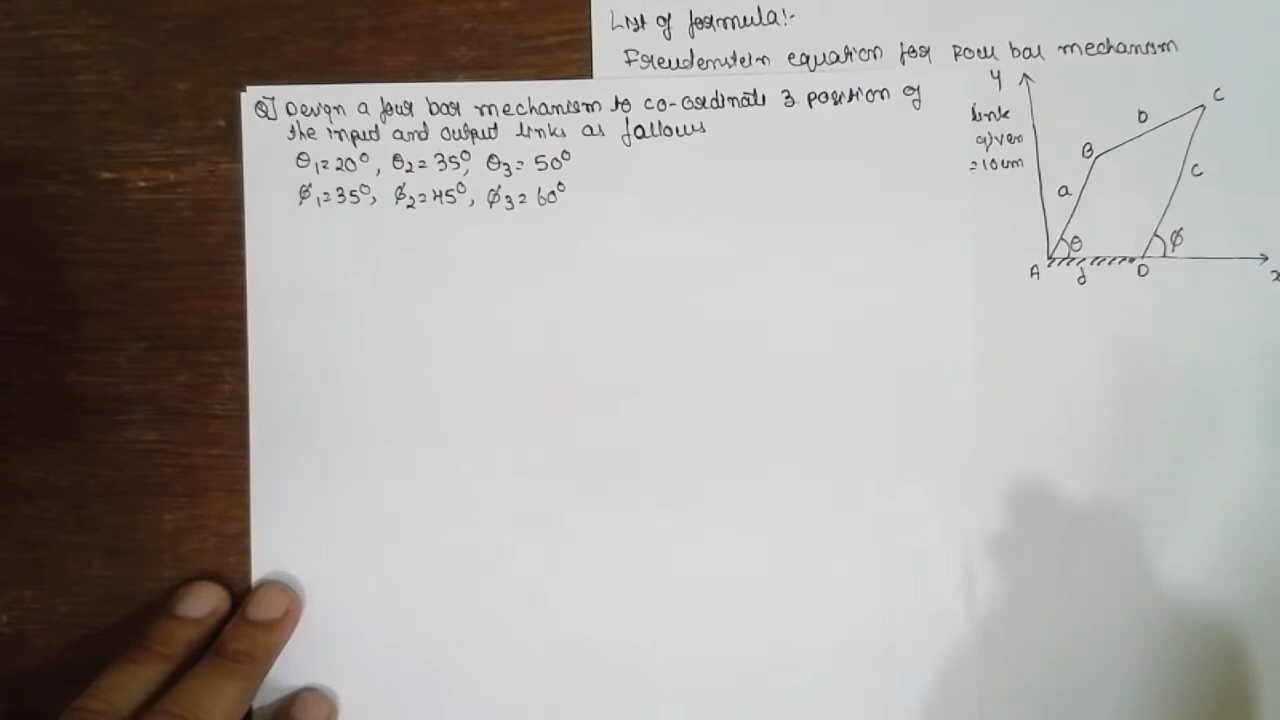 List of formula:-
Freudenstein equation for Four bar mechanism
Q] Design a four bar mechanism to co-ordinate 3 position of
the input and output links as follows
θ1=20°, θ2=35°, θ3=50°
ϕ1=35°, ϕ2=45°, ϕ3=60°
link
given
=10cm
y
B
b
C
a
c
θ
ϕ
A
d
D
x